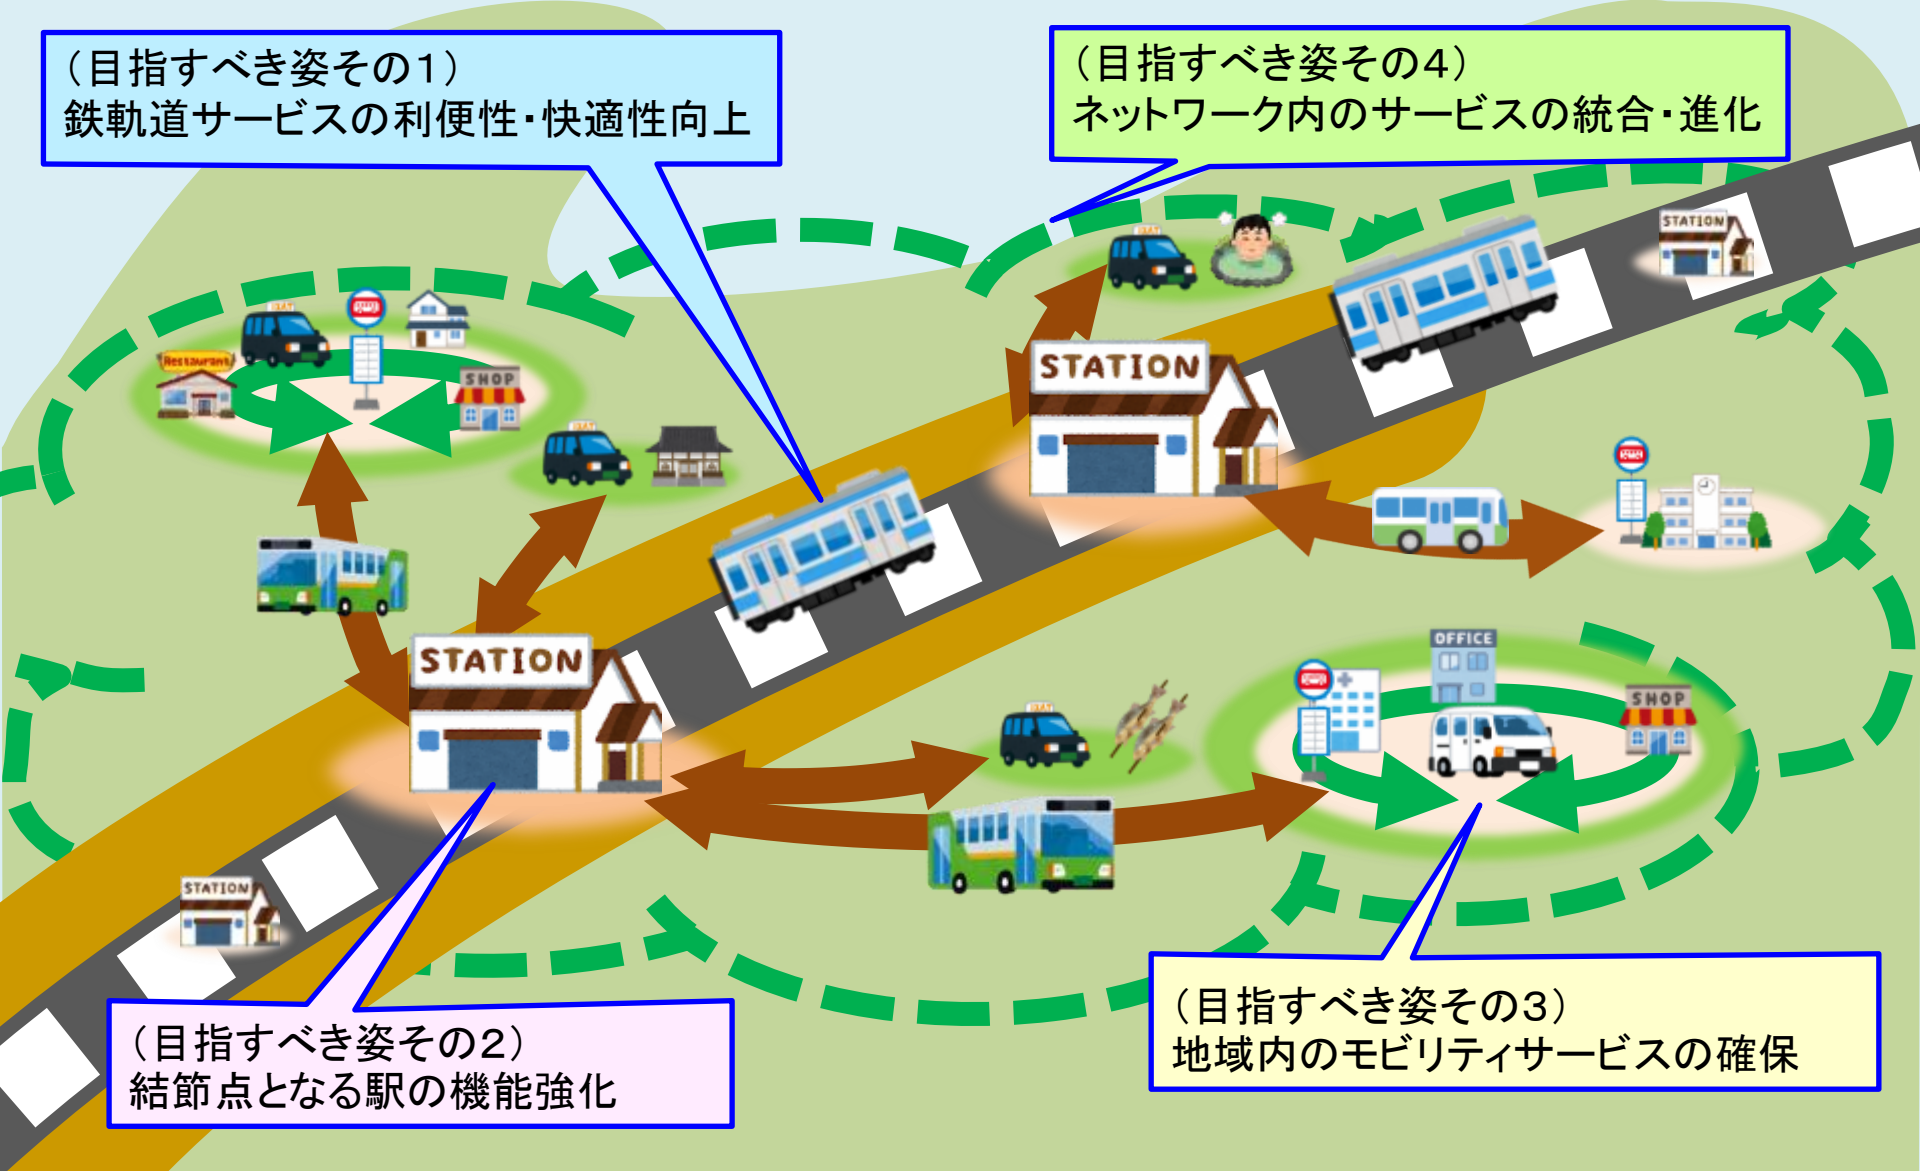 （目指すべき姿その１）
鉄軌道サービスの利便性・快適性向上
（目指すべき姿その４）
ネットワーク内のサービスの統合・進化
STATION
TAXI
Restaurant
SHOP
TAXI
TAXI
STATION
STATION
TAXI
OFFICE
SHOP
STATION
（目指すべき姿その２）
結節点となる駅の機能強化
（目指すべき姿その３）
地域内のモビリティサービスの確保